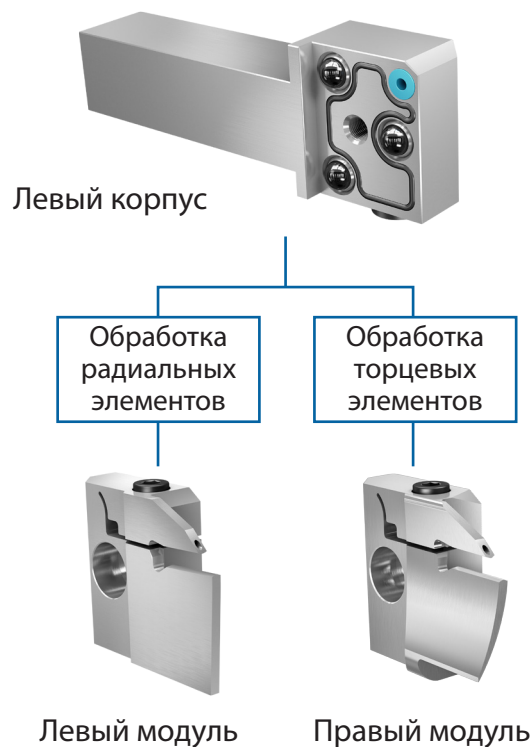 Левый корпус
Обработка
радиальных
элементов
Обработка
торцевых
элементов
Левый модуль
Правый модуль